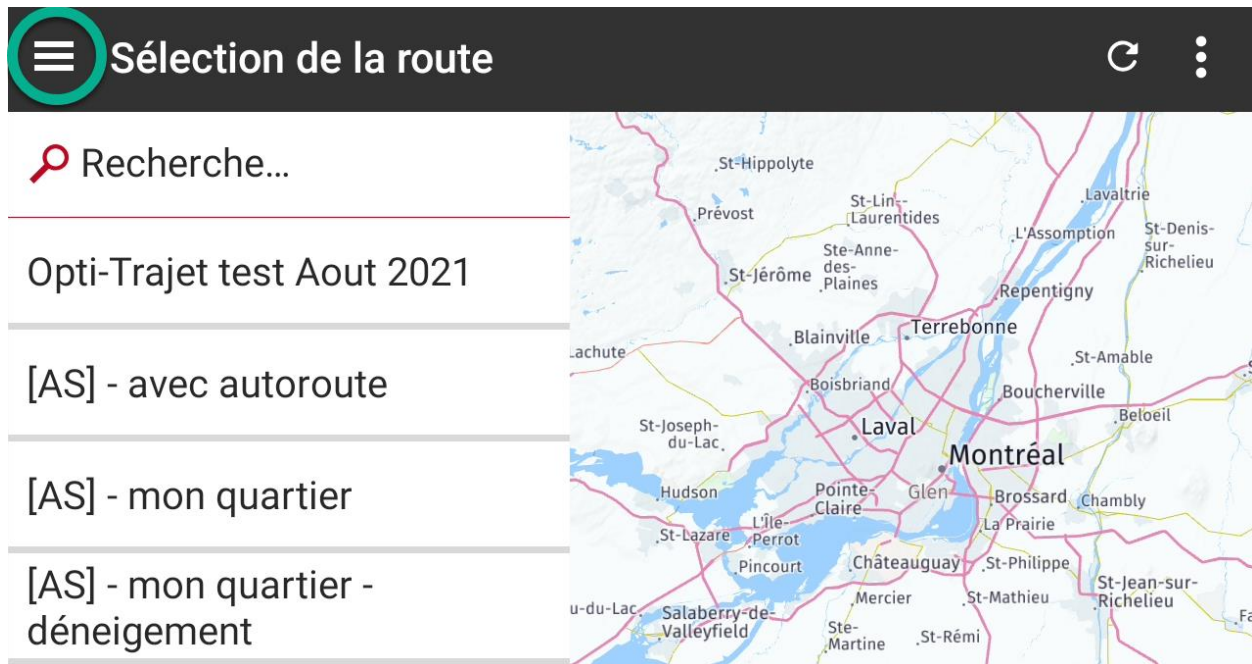 Sélection de la route
Recherche...
Opti-Trajet test Aout 2021
[AS] - avec autoroute
[AS] - mon quartier
[AS] - mon quartier -
déneigement
St-Hippolyte
Prévost
St-Lin--
Laurentides
Lavaltrie
L'Assomption
St-Denis-
sur-
Richelieu
Ste-Anne-
des-
Plaines
St-Jérôme
Repentigny
Blainville
Terrebonne
Lachute
St-Amable
Boisbriand
Boucherville
Beloeil
St-Joseph-
du-Lac
Laval
Montréal
Hudson
Pointe-
Claire
Glen
Brossard
Chambly
L'Île-
Perrot
La Prairie
St-Lazare
Pincourt
Châteauguay
St-Philippe
St-Jean-sur-
Richelieu
u-du-Lac
Salaberry-de-
Valleyfield
Mercier
St-Mathieu
Ste-
Martine
St-Rémi